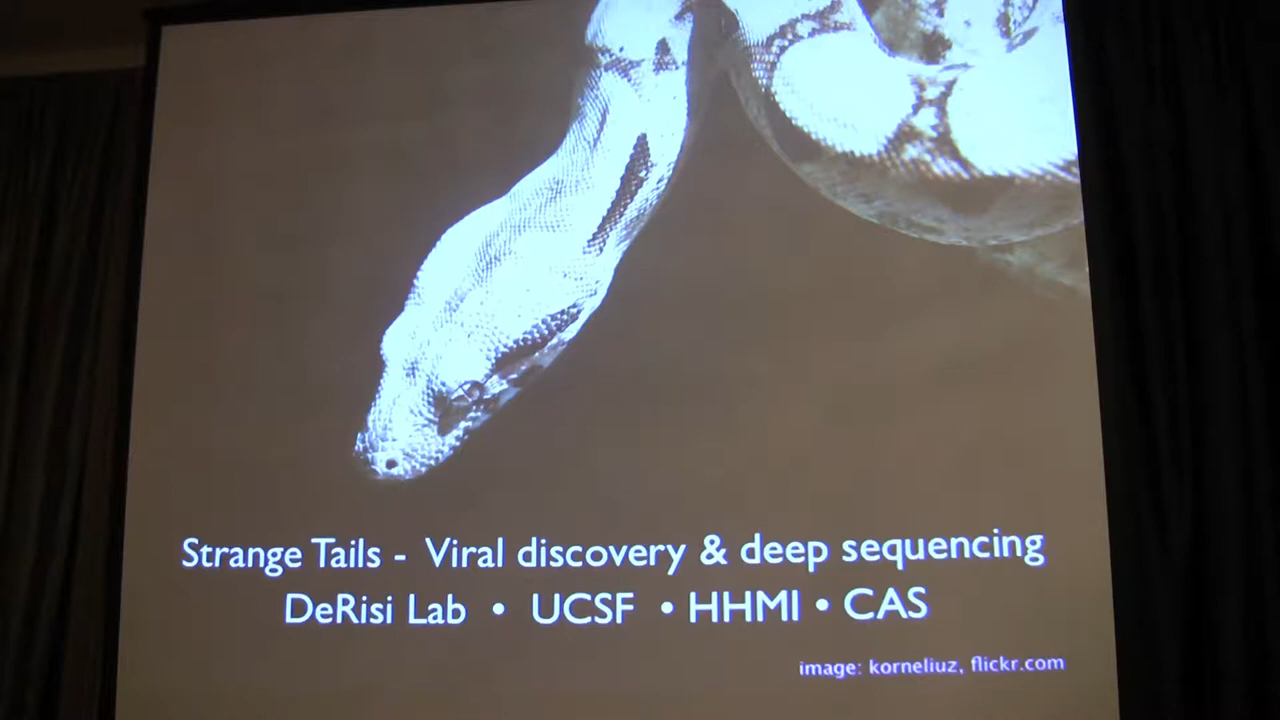 Strange Tails - Viral discovery & deep sequencing
DeRisi Lab • UCSF • HHMI • CAS
image: korneliuz, flickr.com